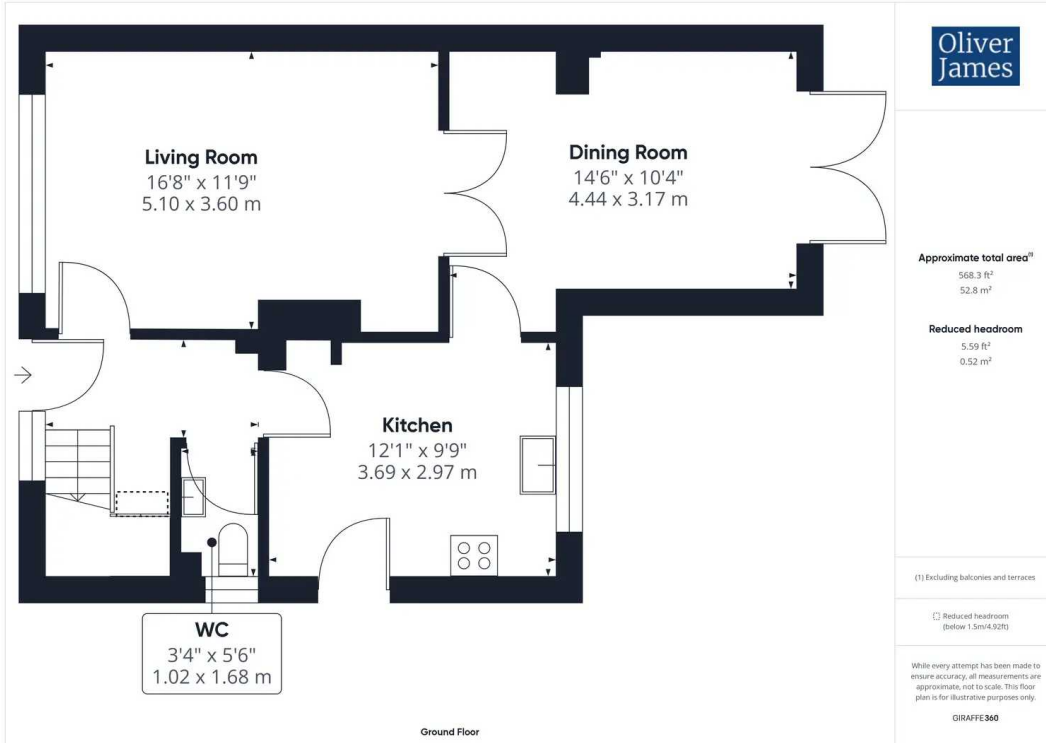 Living Room
16'8" x 11'9"
5.10 x 3.60 m
Dining Room
14'6" x 10'4"
4.44 x 3.17 m
Kitchen
12'1" x 9'9"
3.69 x 2.97 m
WC
3'4" x 5'6"
1.02 x 1.68 m
Ground Floor
Oliver
James
Approximate total area⁽¹⁾
568.3 ft²
52.8 m²
Reduced headroom
5.59 ft²
0.52 m²
(1) Excluding balconies and terraces
Reduced headroom
(below 1.5m/4.92ft)
While every attempt has been made to
ensure accuracy, all measurements are
approximate, not to scale. This floor
plan is for illustrative purposes only.
GIRAFFE360